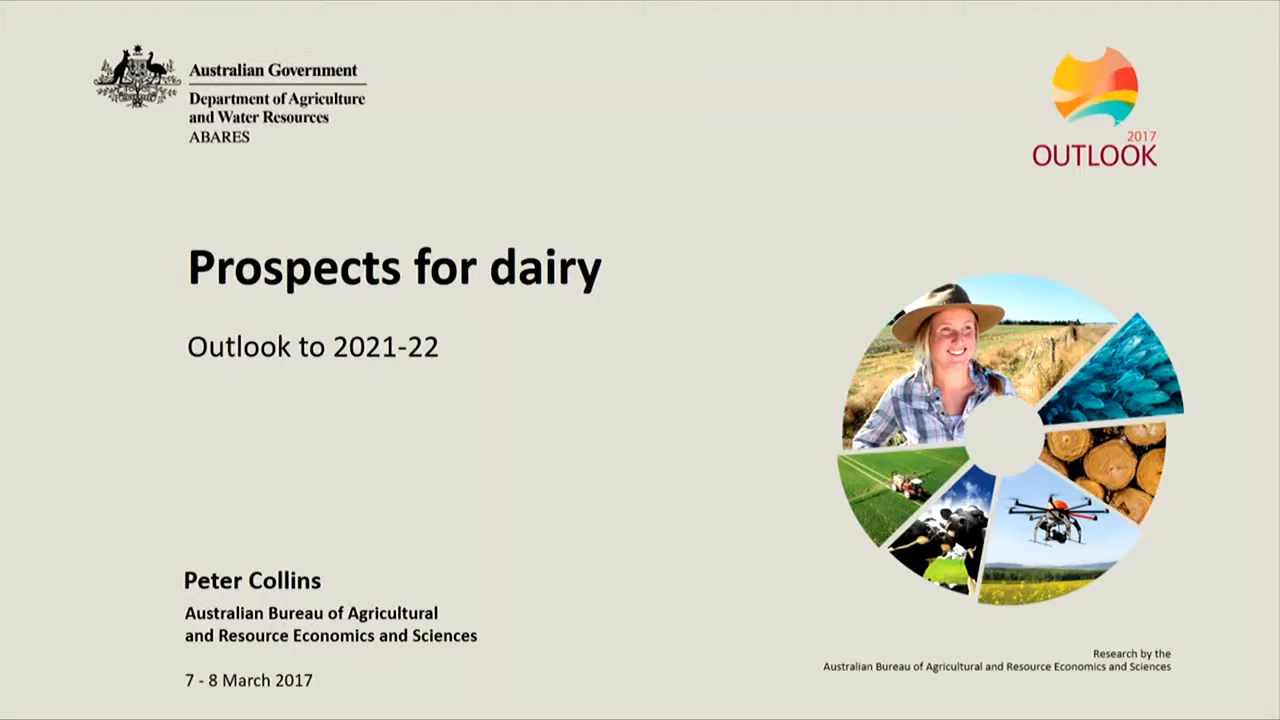 Australian Government
Department of Agriculture
and Water Resources
ABARES
2017
OUTLOOK
Prospects for dairy
Outlook to 2021-22
Peter Collins
Australian Bureau of Agricultural
and Resource Economics and Sciences
7 - 8 March 2017
Research by the
Australian Bureau of Agricultural and Resource Economics and Sciences